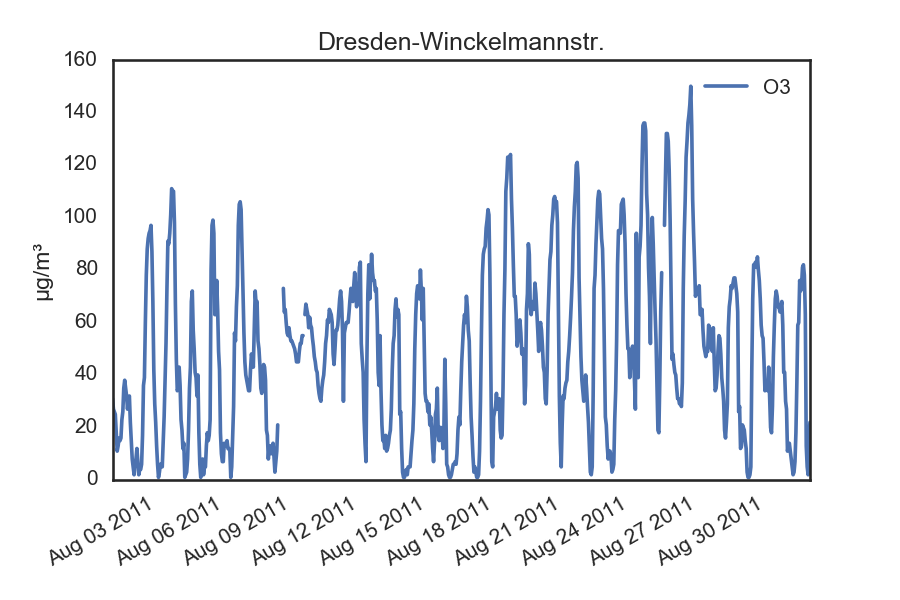 Dresden-Winckelmannstr.
160
140
120
100
80
60
40
20
0
µg/m³
O3
Aug 03 2011
Aug 06 2011
Aug 09 2011
Aug 12 2011
Aug 15 2011
Aug 18 2011
Aug 21 2011
Aug 24 2011
Aug 27 2011
Aug 30 2011